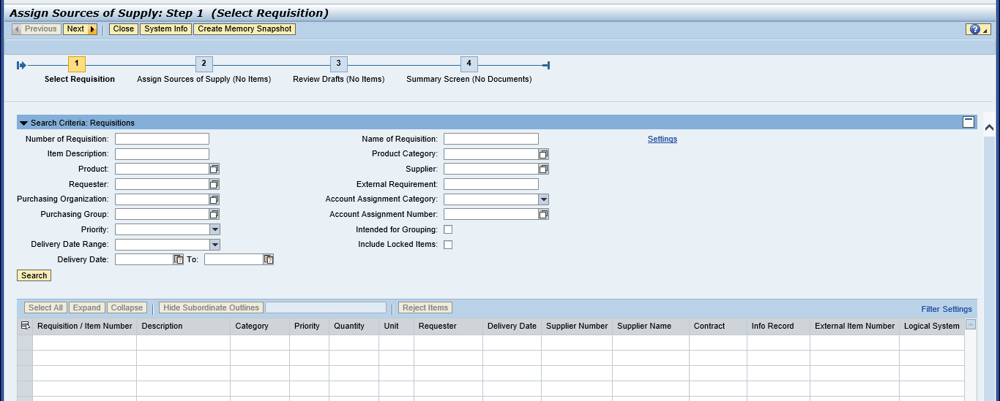 Assign Sources of Supply: Step 1 (Select Requisition)
Previous Next Close System Info Create Memory Snapshot
1 2 3 4
Select Requisition Assign Sources of Supply (No Items) Review Drafts (No Items) Summary Screen (No Documents)
Search Criteria: Requisitions
Number of Requisition: Name of Requisition: Settings
Item Description: Product Category:
Product: Supplier:
Requester: External Requirement:
Purchasing Organization: Account Assignment Category:
Purchasing Group: Account Assignment Number:
Priority: Intended for Grouping:
Delivery Date Range: Include Locked Items:
Delivery Date: To:
Search
Select All Expand Collapse Hide Subordinate Outlines Reject Items Filter Settings
Requisition / Item Number Description Category Priority Quantity Unit Requester Delivery Date Supplier Number Supplier Name Contract Info Record External Item Number Logical System